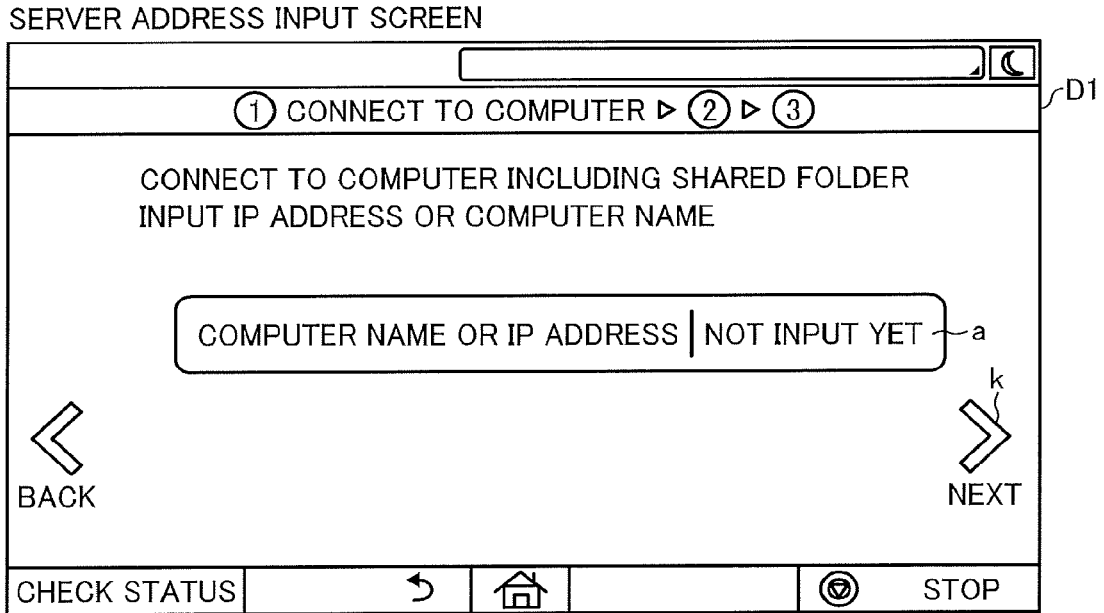 SERVER ADDRESS INPUT SCREEN
① CONNECT TO COMPUTER ▷ ② ▷ ③
D1
CONNECT TO COMPUTER INCLUDING SHARED FOLDER
INPUT IP ADDRESS OR COMPUTER NAME
COMPUTER NAME OR IP ADDRESS | NOT INPUT YET
a
k
BACK
NEXT
CHECK STATUS
STOP